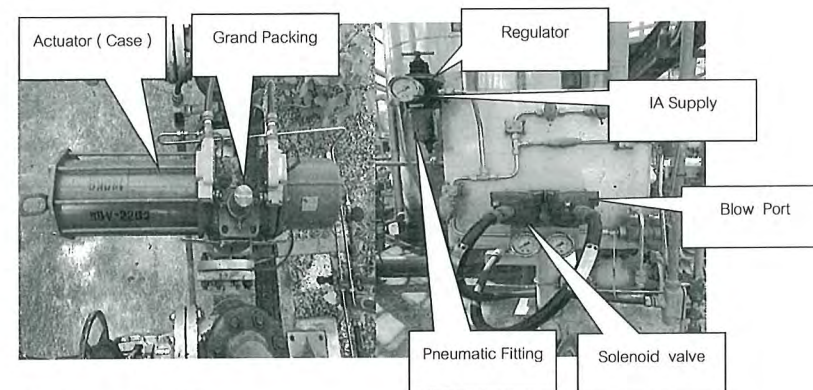 Actuator ( Case )
Grand Packing
Regulator
IA Supply
Blow Port
Pneumatic Fitting
Solenoid valve